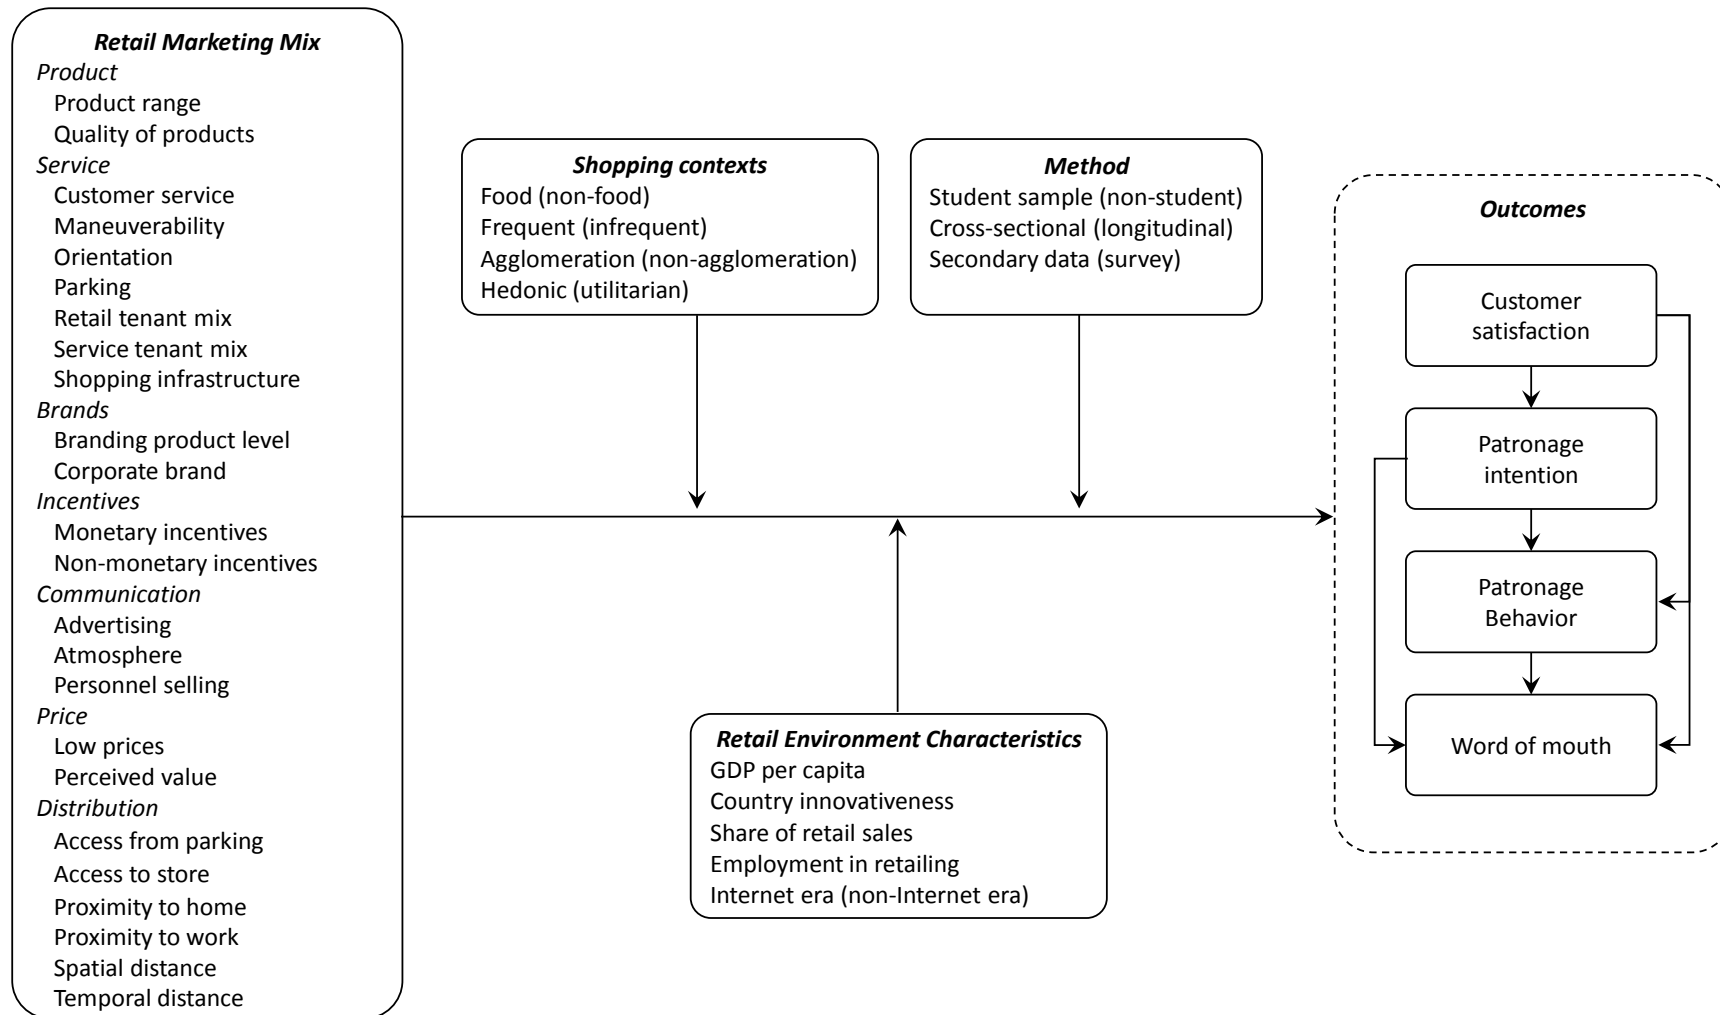 Retail Marketing Mix
Product
Product range
Quality of products
Service
Customer service
Maneuverability
Orientation
Parking
Retail tenant mix
Service tenant mix
Shopping infrastructure
Brands
Branding product level
Corporate brand
Incentives
Monetary incentives
Non-monetary incentives
Communication
Advertising
Atmosphere
Personnel selling
Price
Low prices
Perceived value
Distribution
Access from parking
Access to store
Proximity to home
Proximity to work
Spatial distance
Temporal distance
Shopping contexts
Food (non-food)
Frequent (infrequent)
Agglomeration (non-agglomeration)
Hedonic (utilitarian)
Method
Student sample (non-student)
Cross-sectional (longitudinal)
Secondary data (survey)
Retail Environment Characteristics
GDP per capita
Country innovativeness
Share of retail sales
Employment in retailing
Internet era (non-Internet era)
Outcomes
Customer
satisfaction
Patronage
intention
Patronage
Behavior
Word of mouth